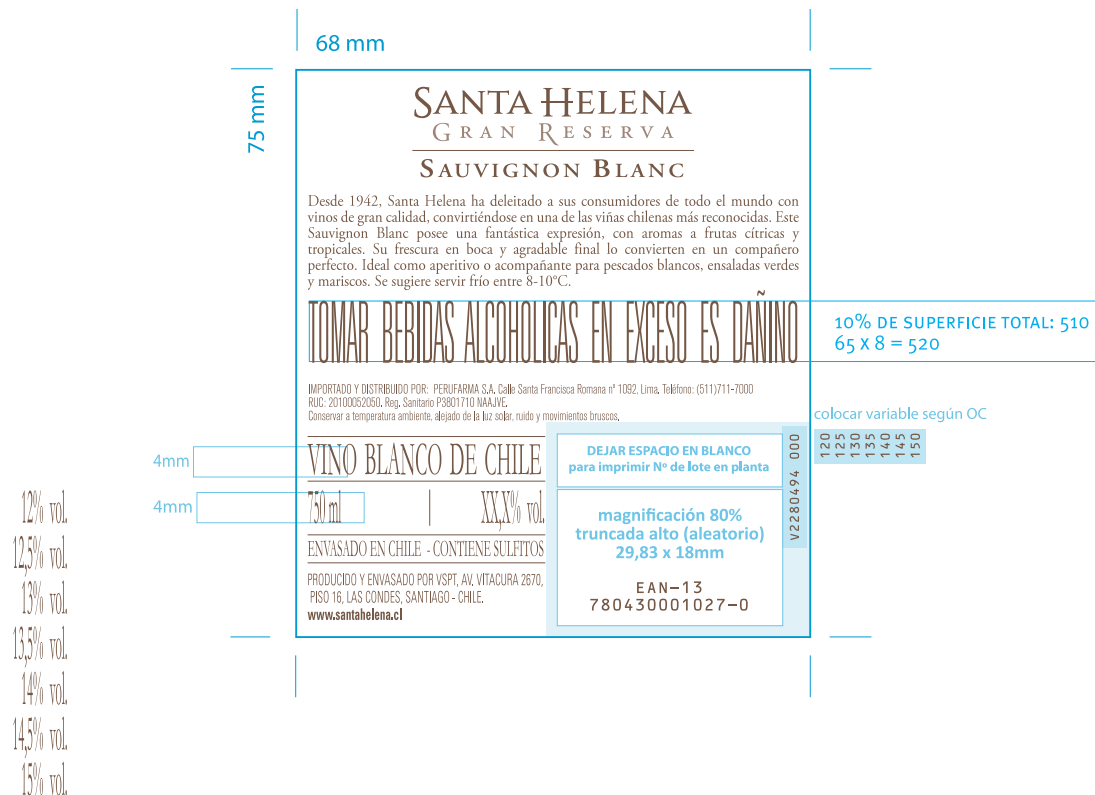 68 mm
75 mm
SANTA HELENA
GRAN RESERVA
SAUVIGNON BLANC
Desde 1942, Santa Helena ha deleitado a sus consumidores de todo el mundo con
vinos de gran calidad, convirtiéndose en una de las viñas chilenas más reconocidas. Este
Sauvignon Blanc posee una fantástica expresión, con aromas a frutas cítricas y
tropicales. Su frescura en boca y agradable final lo convierten en un compañero
perfecto. Ideal como aperitivo o acompañante para pescados blancos, ensaladas verdes
y mariscos. Se sugiere servir frío entre 8-10°C.
TOMAR BEBIDAS ALCOHOLICAS EN EXCESO ES DAÑINO
10% DE SUPERFICIE TOTAL: 510
65 X 8 = 520
IMPORTADO Y DISTRIBUIDO POR: PERUFARMA S.A. Calle Santa Francisca Romana nº 1092, Lima. Teléfono: (511)711-7000
RUC: 20100052050. Reg. Sanitario P3801710 NAAJVE.
Conservar a temperatura ambiente, alejado de la luz solar, ruido y movimientos bruscos.
colocar variable según OC
120
125
130
135
140
145
150
V2280494 000
4mm
VINO BLANCO DE CHILE
DEJAR ESPACIO EN BLANCO
para imprimir Nº de lote en planta
4mm
750 ml
XX,X% vol.
magnificación 80%
truncada alto (aleatorio)
29,83 x 18mm
ENVASADO EN CHILE - CONTIENE SULFITOS
PRODUCIDO Y ENVASADO POR VSPT, AV. VITACURA 2670,
PISO 16, LAS CONDES, SANTIAGO - CHILE.
www.santahelena.cl
EAN-13
780430001027-0
12% vol.
12,5% vol.
13% vol.
13,5% vol.
14% vol.
14,5% vol.
15% vol.